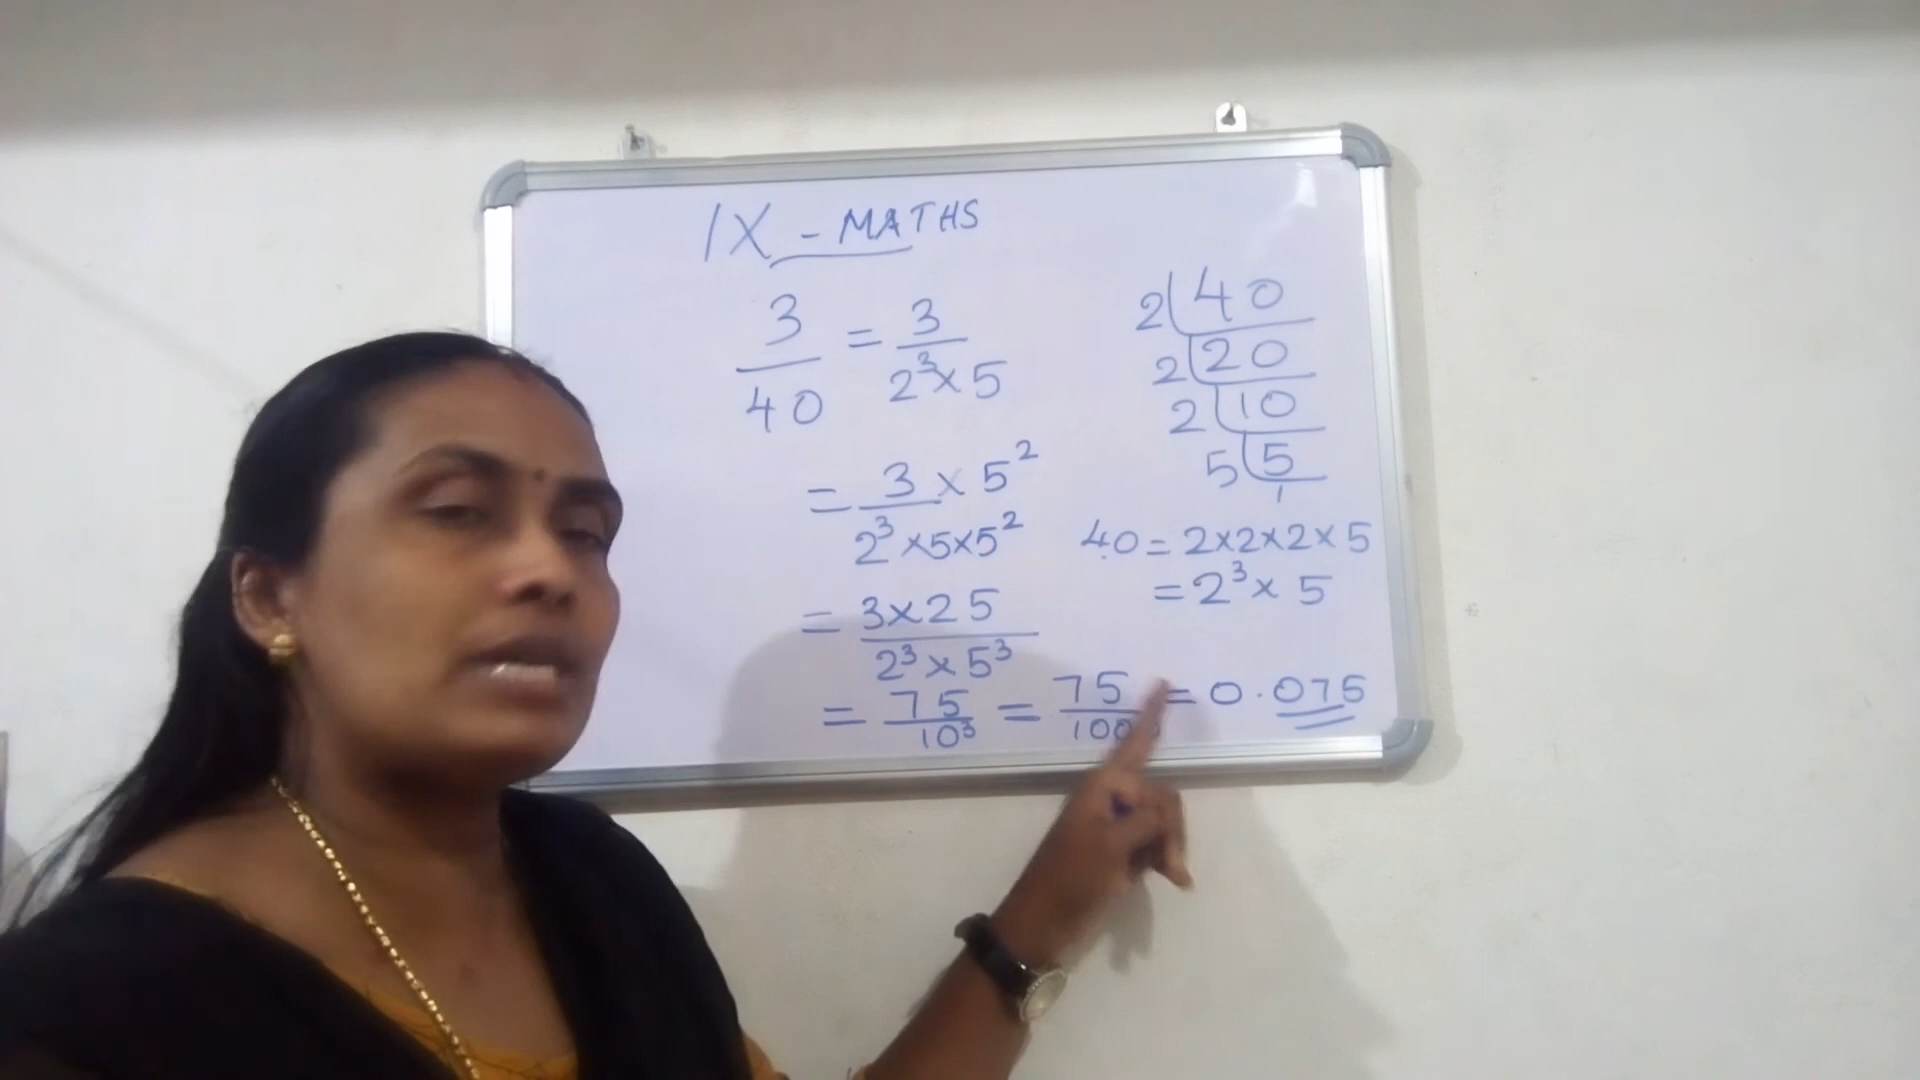 IX - MATHS
3/40 = 3/2³×5
= 3×5²/2³×5×5²
= 3×25/2³×5³
= 75/10³ = 75/1000 = 0.075
2 40
2 20
2 10
5 5
1
40 = 2×2×2×5
= 2³×5